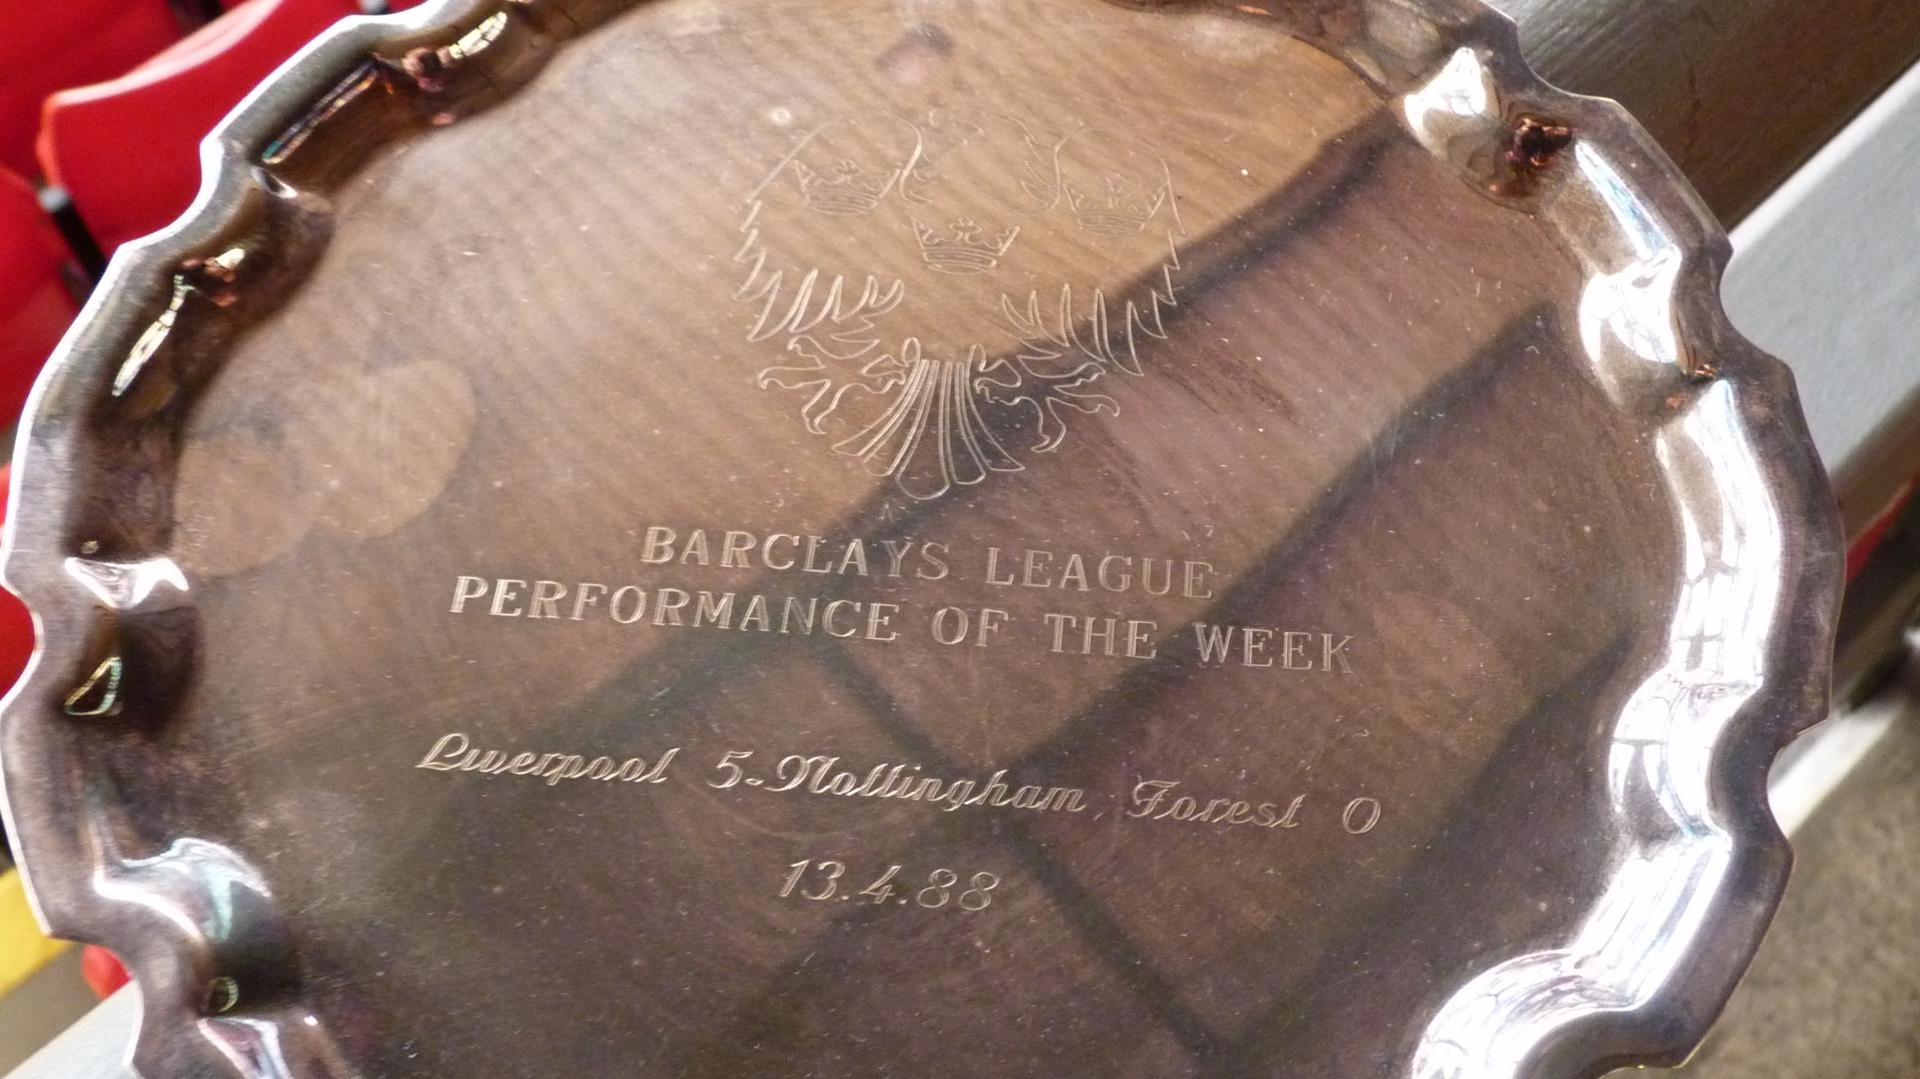 BARCLAYS LEAGUE
PERFORMANCE OF THE WEEK
Liverpool 5-Nottingham Forest 0
13.4.88